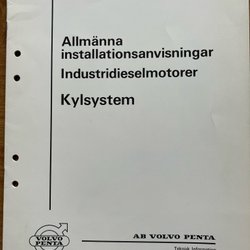 Allmänna
installationsanvisningar
Industridieselmotorer
Kylsystem
VOLVO
PENTA
AB VOLVO PENTA
Teknisk Information